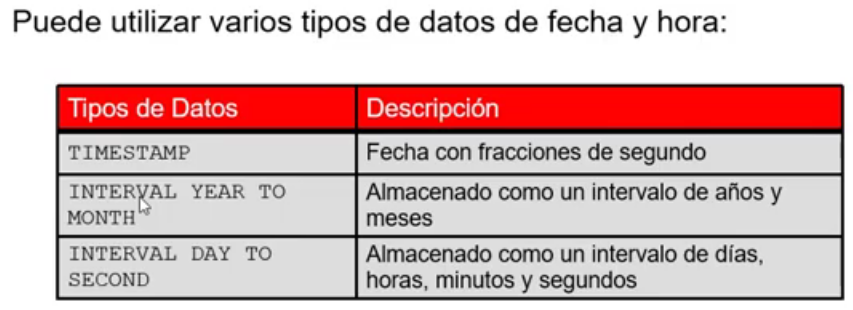 Puede utilizar varios tipos de datos de fecha y hora:
Tipos de Datos
Descripción
TIMESTAMP
Fecha con fracciones de segundo
INTERVAL YEAR TO
MONTH
Almacenado como un intervalo de años y
meses
INTERVAL DAY TO
SECOND
Almacenado como un intervalo de días,
horas, minutos y segundos